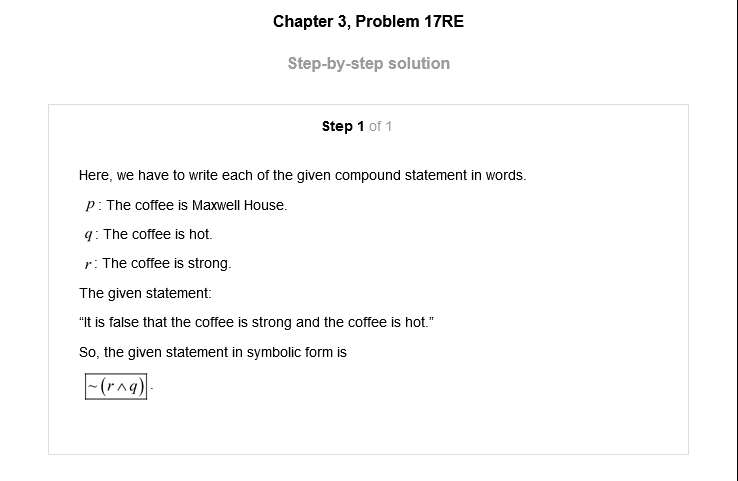 Chapter 3, Problem 17RE
Step-by-step solution
Step 1 of 1
Here, we have to write each of the given compound statement in words.
p: The coffee is Maxwell House.
q: The coffee is hot.
r: The coffee is strong.
The given statement:
“It is false that the coffee is strong and the coffee is hot.”
So, the given statement in symbolic form is
~(r∧q).